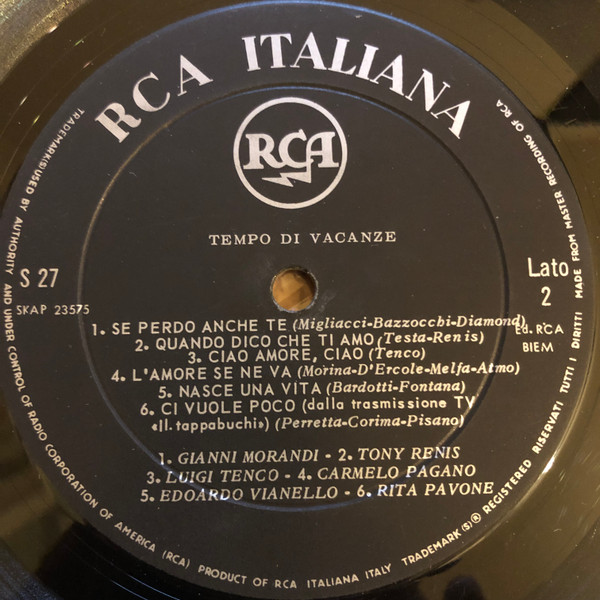 RCA ITALIANA
RCA
TEMPO DI VACANZE
S 27
SKAP 23575
Lato
2
Ed. RCA
BIEM
1. SE PERDO ANCHE TE (Migliacci-Bazzocchi-Diamond)
2. QUANDO DICO CHE TI AMO (Testa-Renis)
3. CIAO AMORE, CIAO (Tenco)
4. L'AMORE SE NE VA (Morina-D'Ercole-Melfa-Atmo)
5. NASCE UNA VITA (Bardotti-Fontana)
6. CI VUOLE POCO (dalla trasmissione TV
«Il tappabuchi») (Perretta-Corima-Pisano)
1. GIANNI MORANDI - 2. TONY RENIS
3. LUIGI TENCO - 4. CARMELO PAGANO
5. EDOARDO VIANELLO - 6. RITA PAVONE
TRADEMARK(S) USED BY AUTHORITY AND UNDER CONTROL OF RADIO CORPORATION OF AMERICA (RCA) PRODUCT OF RCA ITALIANA ITALY TRADEMARK(S)® REGISTERED RISERVATI TUTTI I DIRITTI MADE FROM MASTER RECORDING OF RCA